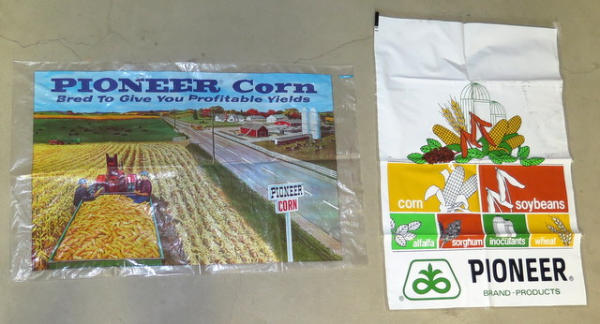 PIONEER Corn
Bred To Give You Profitable Yields
PIONEER
CORN
corn
soybeans
alfalfa
sorghum
inoculants
wheat
PIONEER®
BRAND·PRODUCTS
®